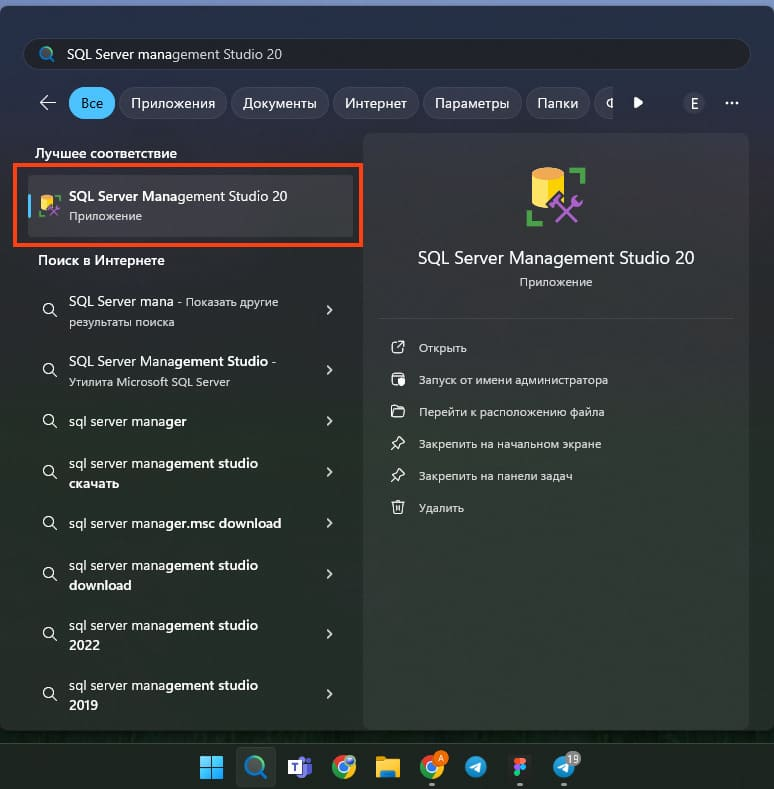 SQL Server management Studio 20
Все
Приложения
Документы
Интернет
Параметры
Папки
E
Лучшее соответствие
SQL Server Management Studio 20
Приложение
Поиск в Интернете
SQL Server mana - Показать другие
результаты поиска
SQL Server Management Studio -
Утилита Microsoft SQL Server
sql server manager
sql server management studio
скачать
sql server manager.msc download
sql server management studio
download
sql server management studio
2022
sql server management studio
2019
SQL Server Management Studio 20
Приложение
Открыть
Запуск от имени администратора
Перейти к расположению файла
Закрепить на начальном экране
Закрепить на панели задач
Удалить
T
A
19